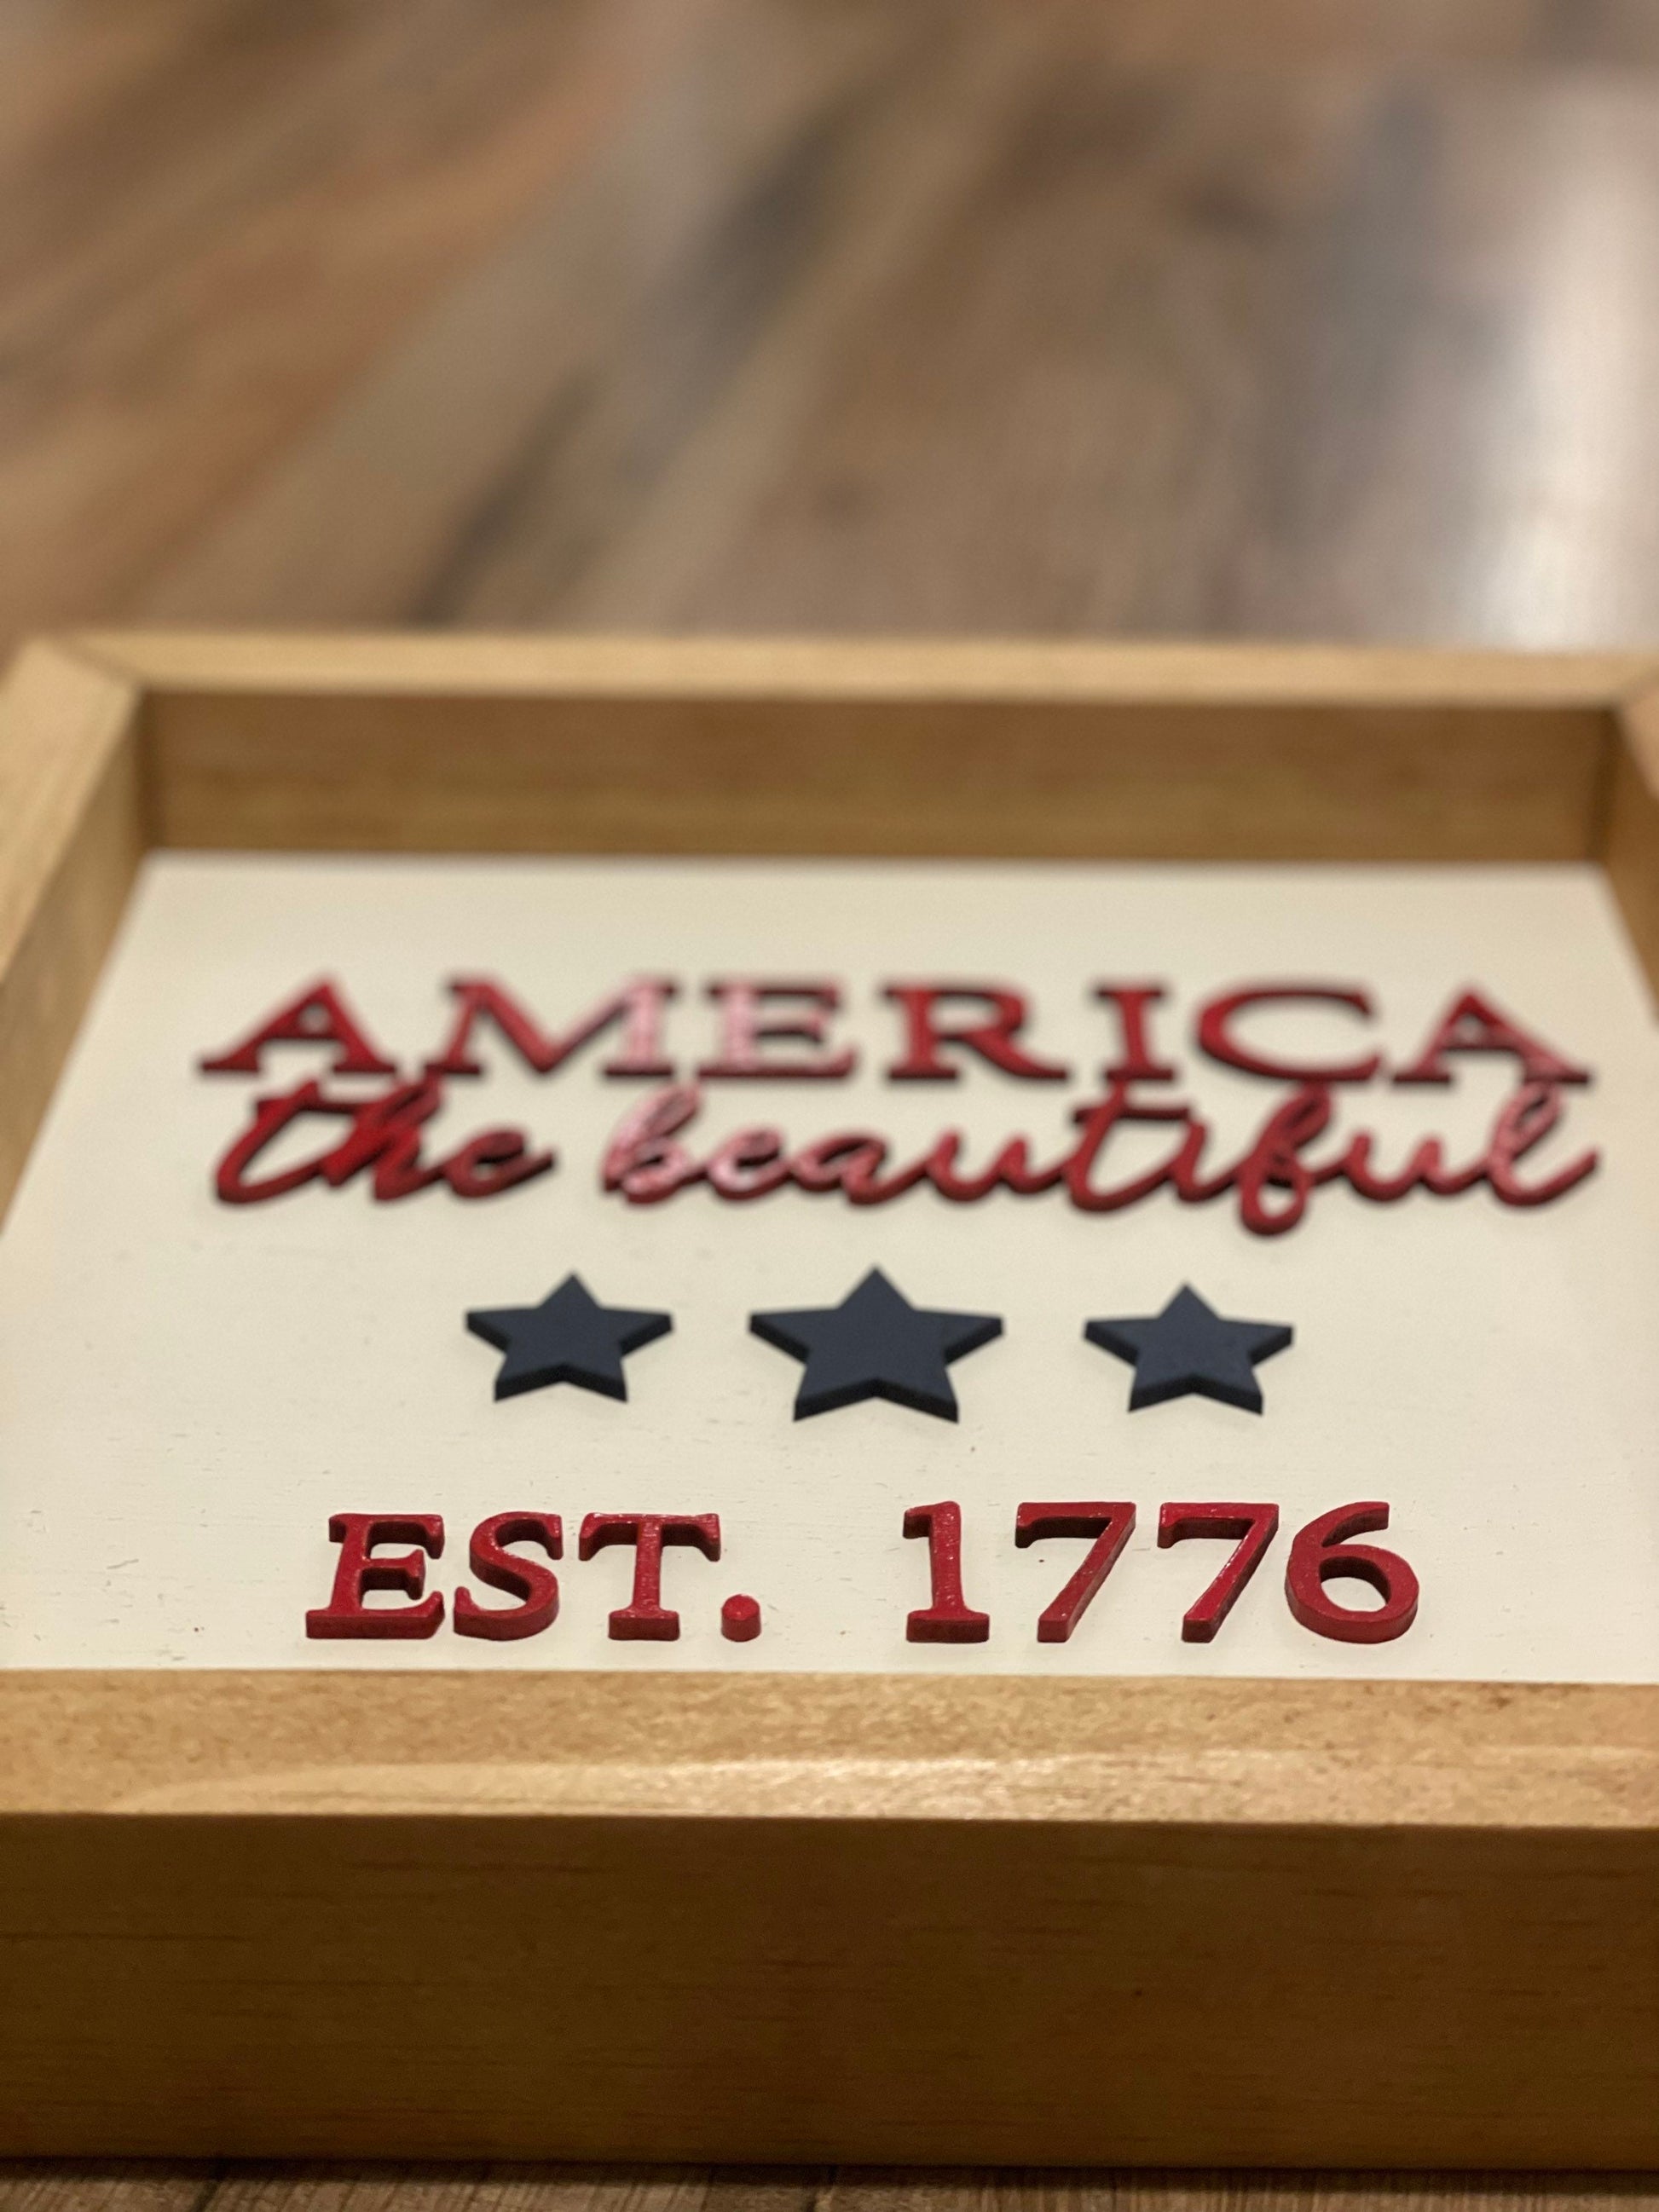 AMERICA
the beautiful
EST. 1776